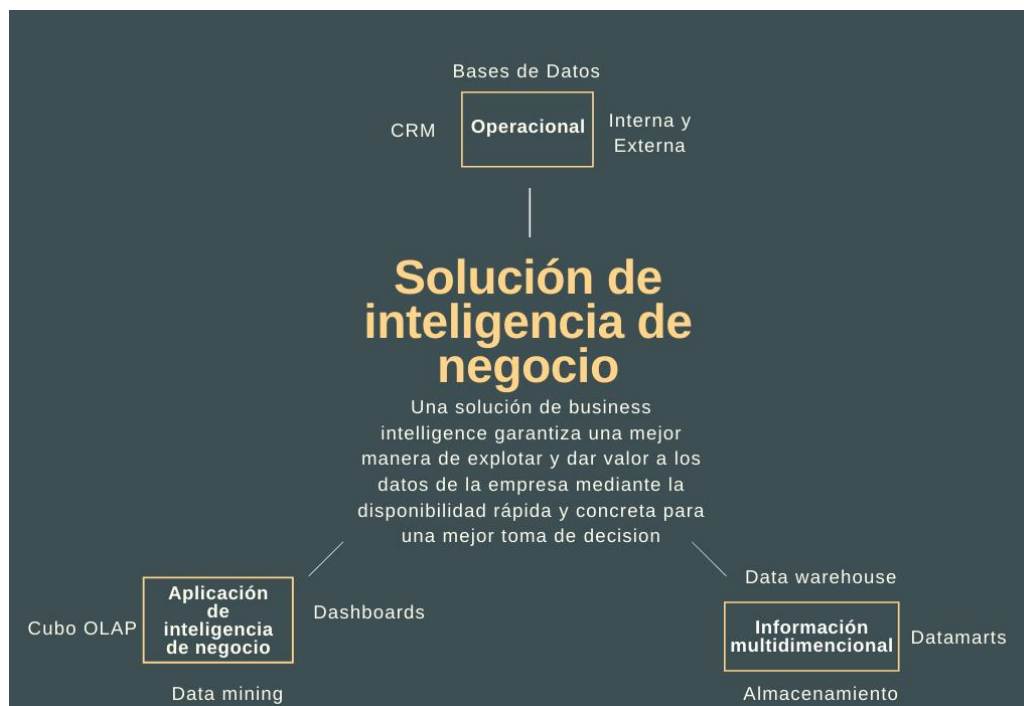 Bases de Datos
CRM
Operacional
Interna y
Externa
Solución de
inteligencia de
negocio
Una solución de business
intelligence garantiza una mejor
manera de explotar y dar valor a los
datos de la empresa mediante la
disponibilidad rápida y concreta para
una mejor toma de decision
Cubo OLAP
Aplicación
de
inteligencia
de negocio
Dashboards
Data mining
Data warehouse
Información
multidimencional
Datamarts
Almacenamiento